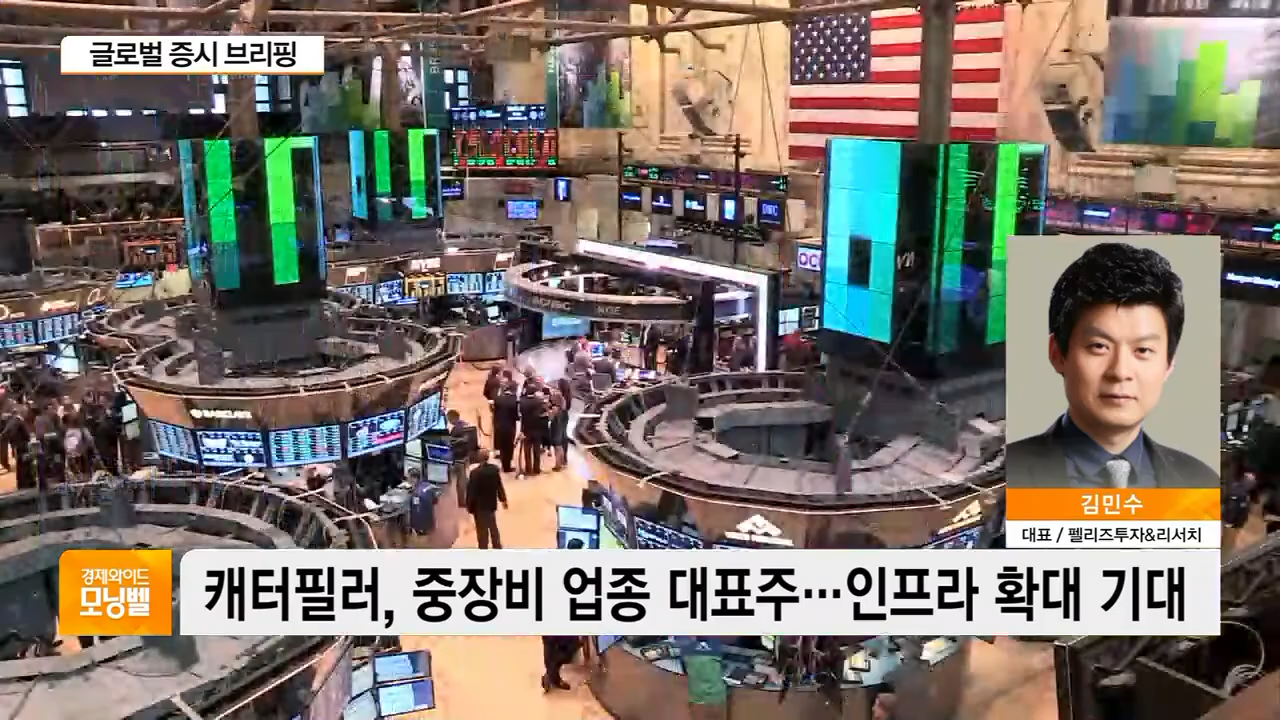 글로벌 증시 브리핑
BARCLAYS
김민수
대표 / 펠리즈투자&리서치
경제와이드
모닝벨
캐터필러, 중장비 업종 대표주…인프라 확대 기대